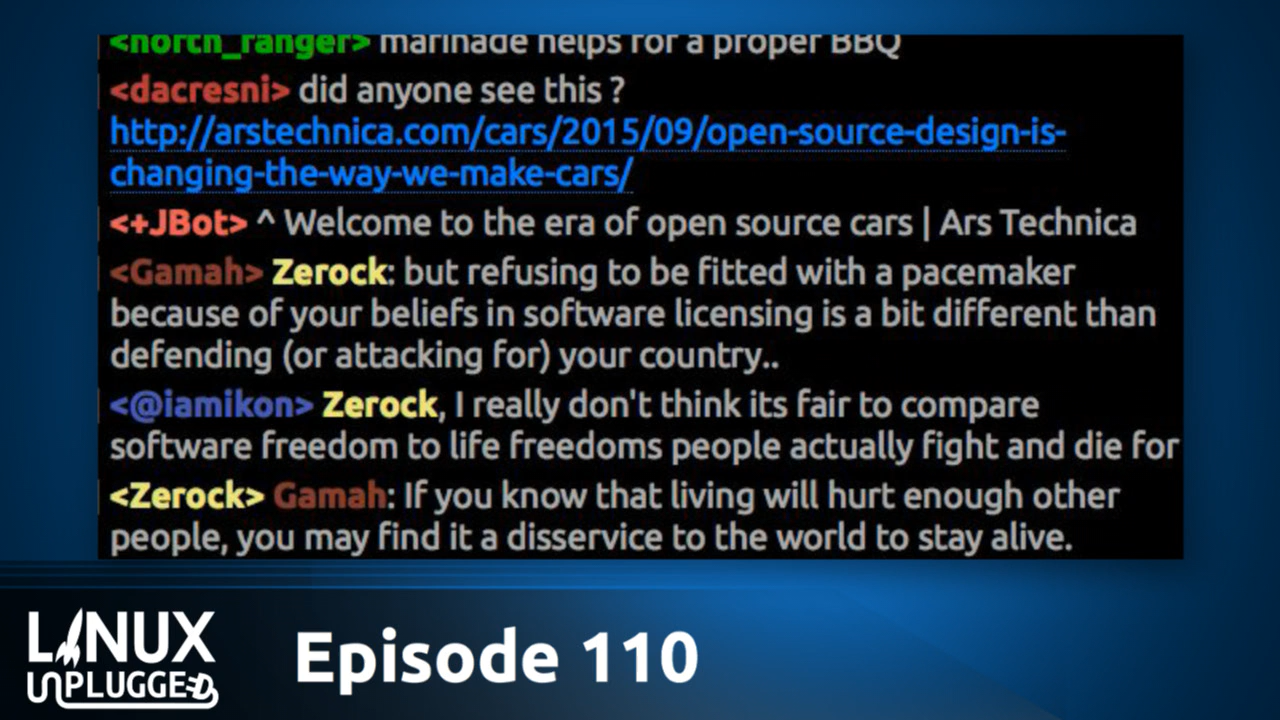 <north_ranger> marinade helps for a proper BBQ
<dacresni> did anyone see this ?
http://arstechnica.com/cars/2015/09/open-source-design-is-
changing-the-way-we-make-cars/
<+JBot> ^ Welcome to the era of open source cars | Ars Technica
<Gamah> Zerock: but refusing to be fitted with a pacemaker
because of your beliefs in software licensing is a bit different than
defending (or attacking for) your country..
<@iamikon> Zerock, I really don't think its fair to compare
software freedom to life freedoms people actually fight and die for
<Zerock> Gamah: If you know that living will hurt enough other
people, you may find it a disservice to the world to stay alive.
LINUX
UNPLUGGED
Episode 110